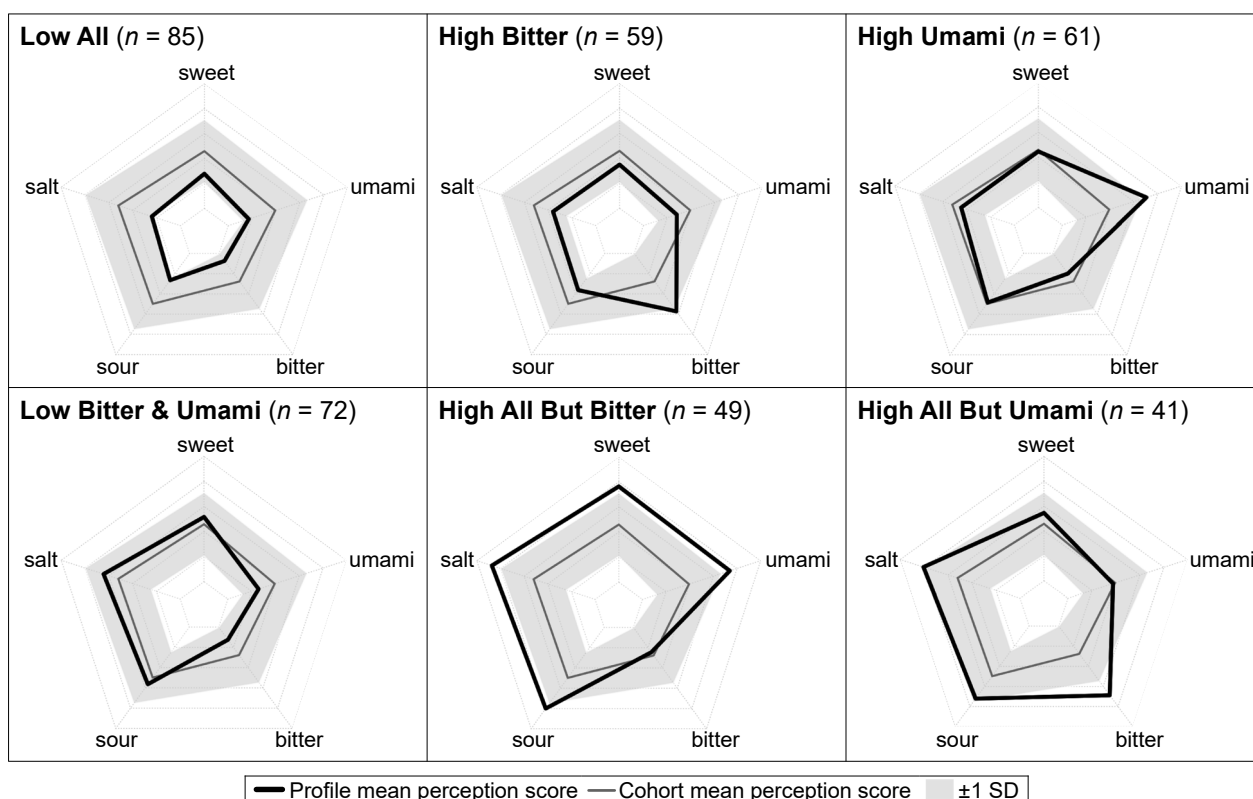 Low All (n = 85)
sweet
umami
bitter
sour
salt
High Bitter (n = 59)
sweet
umami
bitter
sour
salt
High Umami (n = 61)
sweet
umami
bitter
sour
salt
Low Bitter & Umami (n = 72)
sweet
umami
bitter
sour
salt
High All But Bitter (n = 49)
sweet
umami
bitter
sour
salt
High All But Umami (n = 41)
sweet
umami
bitter
sour
salt
Profile mean perception score Cohort mean perception score ±1 SD